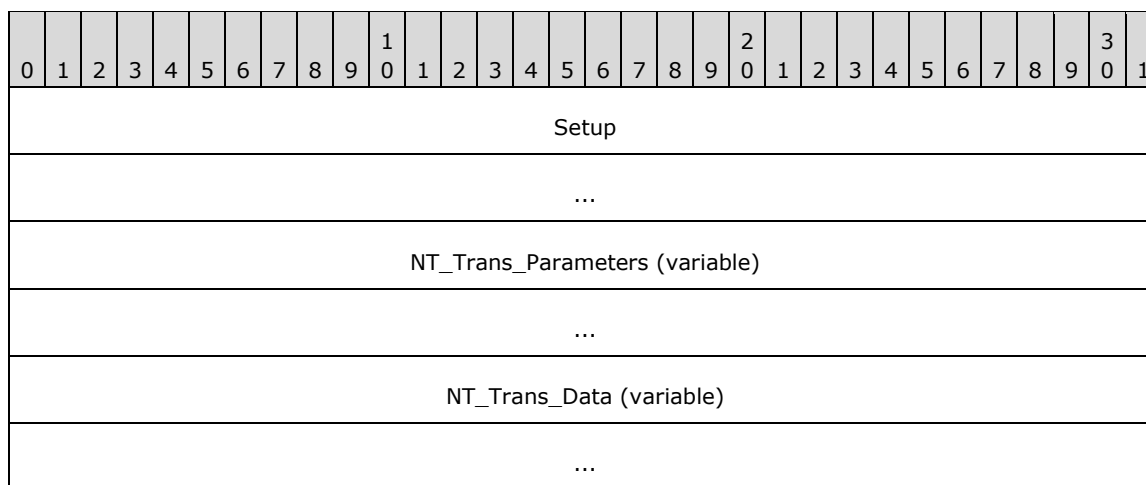 1 2 3
0 1 2 3 4 5 6 7 8 9 0 1 2 3 4 5 6 7 8 9 0 1 2 3 4 5 6 7 8 9 0 1
Setup
...
NT_Trans_Parameters (variable)
...
NT_Trans_Data (variable)
...